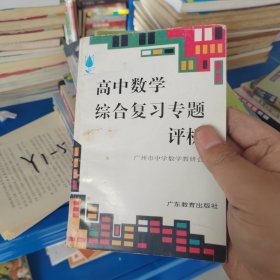 高中数学
综合复习专题
评
广州市中学数学教研会
广东教育出版社